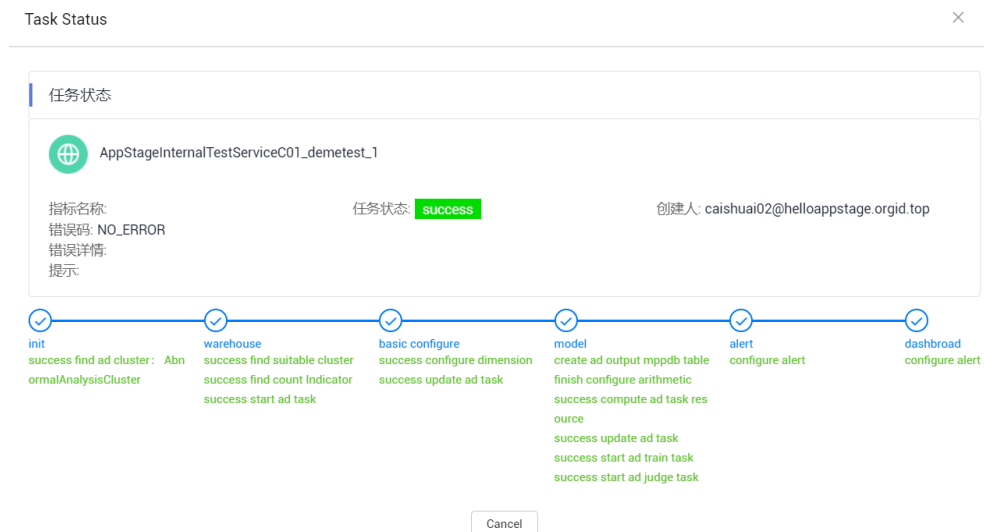 Task Status
任务状态
AppStageInternalTestServiceC01_demetest_1
指标名称:
任务状态: success
创建人: caishuai02@helloappstage.orgid.top
错误码: NO_ERROR
错误详情:
提示:
init
success find ad cluster： Abn
ormalAnalysisCluster
warehouse
success find suitable cluster
success find count Indicator
success start ad task
basic configure
success configure dimension
success update ad task
model
create ad output mppdb table
finish configure arithmetic
success compute ad task res
ource
success update ad task
success start ad train task
success start ad judge task
alert
configure alert
dashbroad
configure alert
Cancel